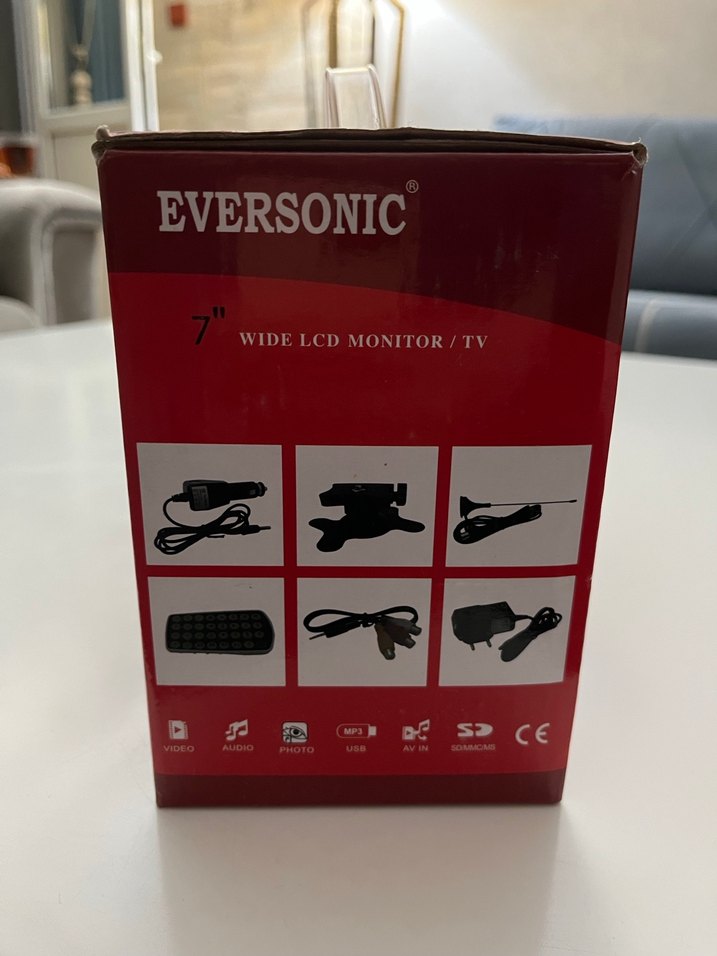 EVERSONIC®
7" WIDE LCD MONITOR / TV
MP3
SD
CE
VIDEO AUDIO PHOTO USB AV IN SD/MMC/MS